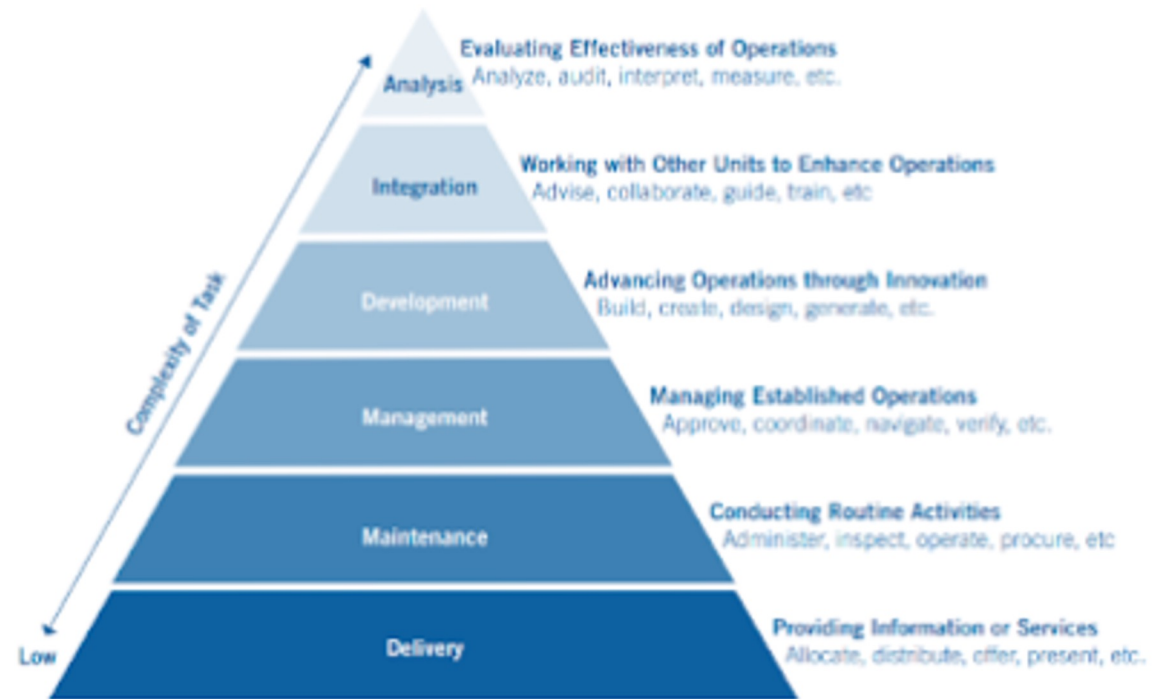 Evaluating Effectiveness of Operations
Analyze, audit, interpret, measure, etc.
Analysis
Working with Other Units to Enhance Operations
Advise, collaborate, guide, train, etc
Integration
Advancing Operations through Innovation
Build, create, design, generate, etc.
Development
Complexity of Task
Managing Established Operations
Approve, coordinate, navigate, verify, etc.
Management
Conducting Routine Activities
Administer, inspect, operate, procure, etc
Maintenance
Providing Information or Services
Allocate, distribute, offer, present, etc.
Delivery
Low